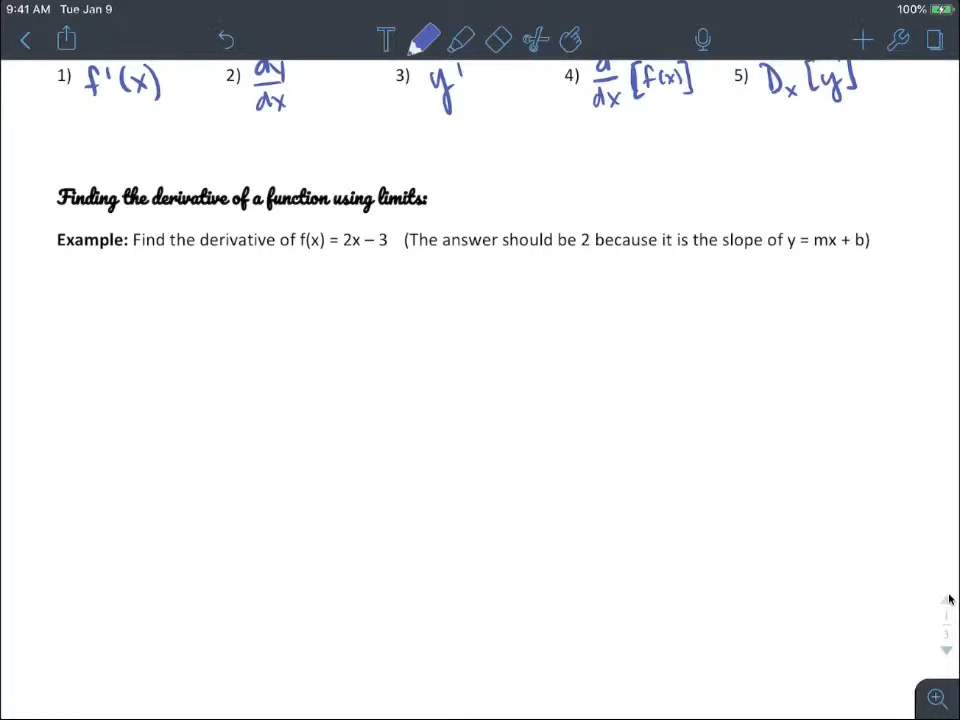 9:41 AM Tue Jan 9 100%
1) f'(x) 2) dy/dx 3) y' 4) d/dx [f(x)] 5) Dx [y]
Finding the derivative of a function using limits:
Example: Find the derivative of f(x) = 2x – 3 (The answer should be 2 because it is the slope of y = mx + b)
1
3